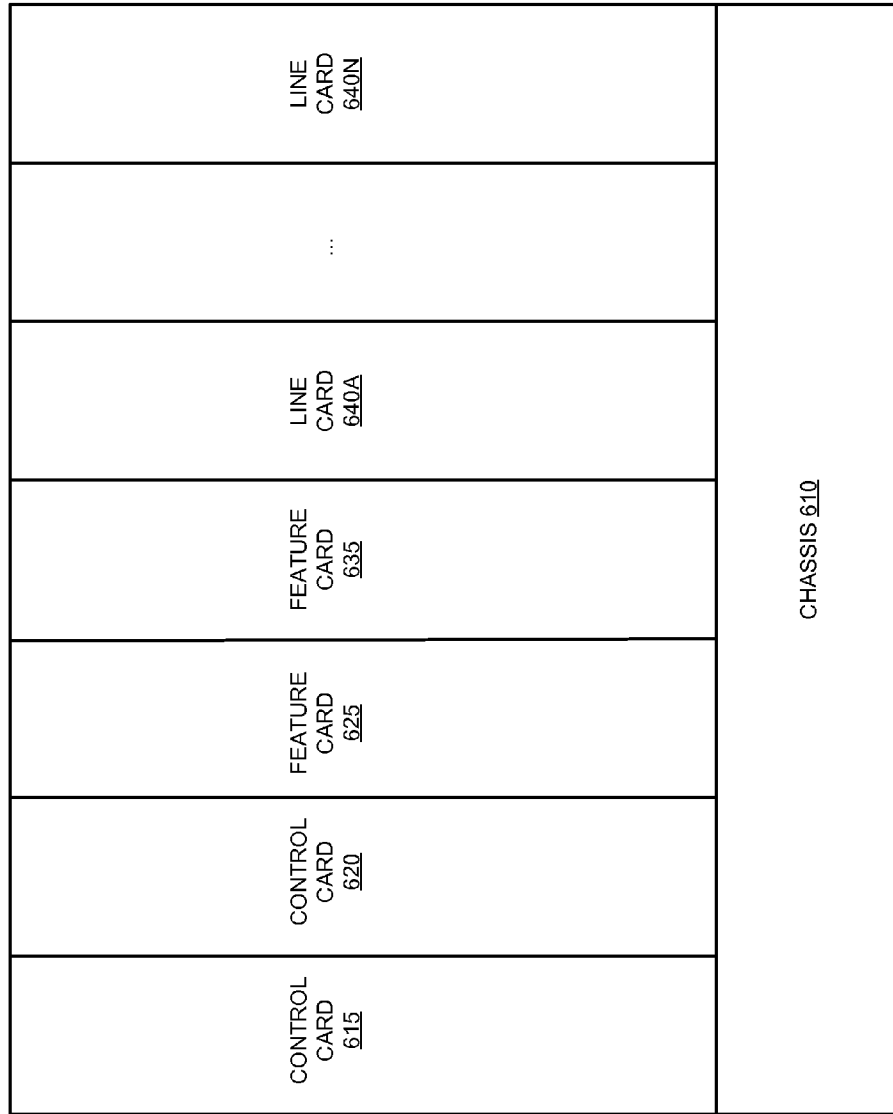 CONTROL
CARD
615
CONTROL
CARD
620
FEATURE
CARD
625
FEATURE
CARD
635
LINE
CARD
640A
...
LINE
CARD
640N
CHASSIS 610